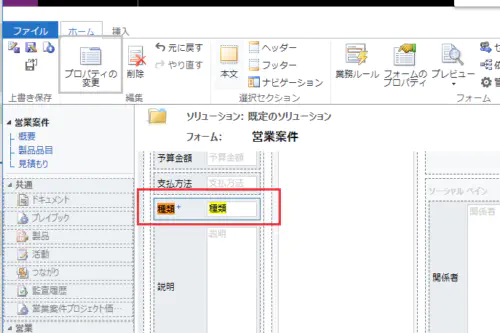 ファイル ホーム 挿入
上書き保存
プロパティの
変更
削除
元に戻す
やり直す
編集
本文
ヘッダー
フッター
ナビゲーション
選択セクション
業務ルール
フォームの
プロパティ
プレビュー
フォーム
営業案件
概要
製品品目
見積もり
共通
ドキュメント
プレイブック
製品
活動
つながり
監査履歴
営業案件プロジェクト価...
営業
ソリューション: 既定のソリューション
フォーム: 営業案件
予算金額 予算金額
支払方法 支払方法
種類* 種類
説明 説明
ソーシャル ペイン
関係者 関係者